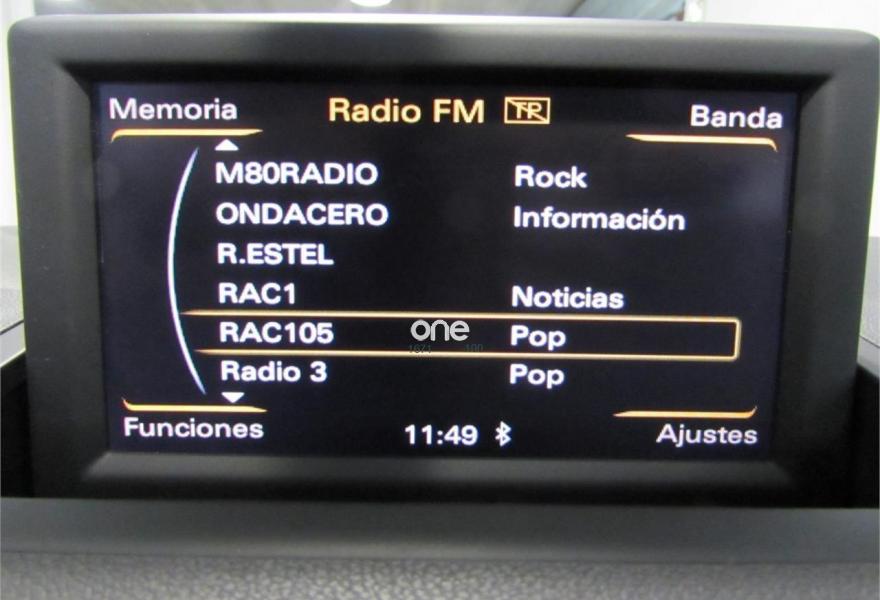 Memoria Radio FM TP Banda
M80RADIO Rock
ONDACERO Información
R.ESTEL
RAC1 Noticias
RAC105 one Pop
Radio 3 Pop
Funciones 11:49 Ajustes